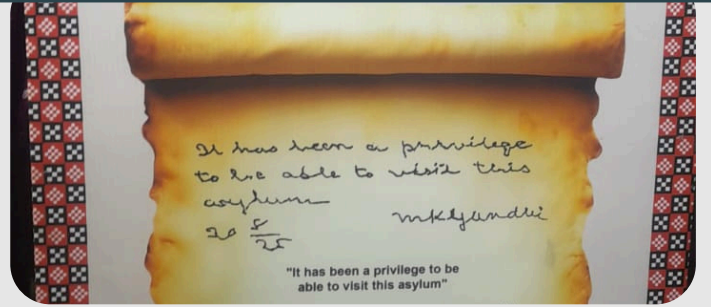 It has been a privilege
to be able to visit this
asylum
MKGandhi
20 8/25
"It has been a privilege to be
able to visit this asylum"